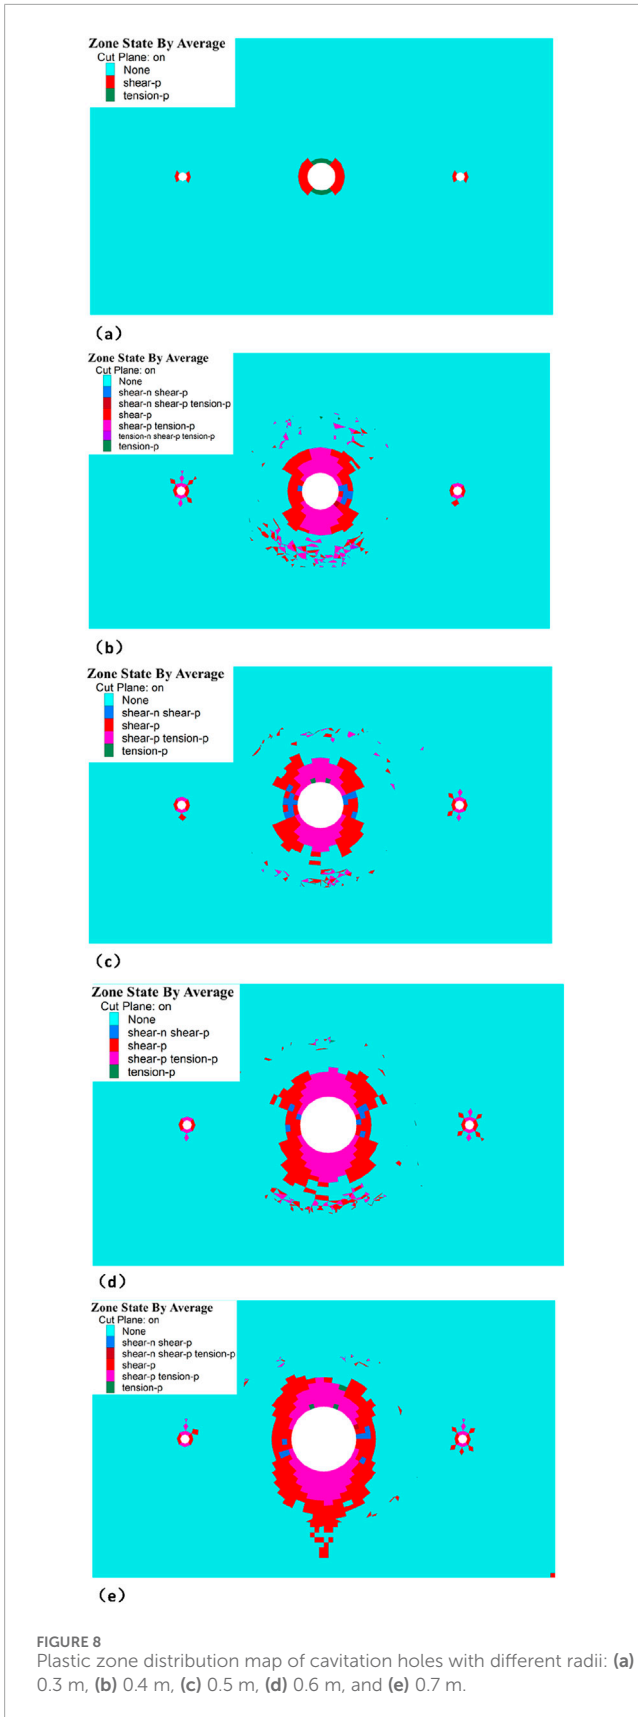 Zone State By Average
Cut Plane: on
None
shear-p
tension-p
(a)
Zone State By Average
Cut Plane: on
None
shear-n shear-p
shear-n shear-p tension-p
shear-p
shear-p tension-p
tension-n shear-p tension-p
tension-p
(b)
Zone State By Average
Cut Plane: on
None
shear-n shear-p
shear-p
shear-p tension-p
tension-p
(c)
Zone State By Average
Cut Plane: on
None
shear-n shear-p
shear-p
shear-p tension-p
tension-p
(d)
Zone State By Average
Cut Plane: on
None
shear-n shear-p
shear-n shear-p tension-p
shear-p
shear-p tension-p
tension-p
(e)
FIGURE 8
Plastic zone distribution map of cavitation holes with different radii: (a)
0.3 m, (b) 0.4 m, (c) 0.5 m, (d) 0.6 m, and (e) 0.7 m.